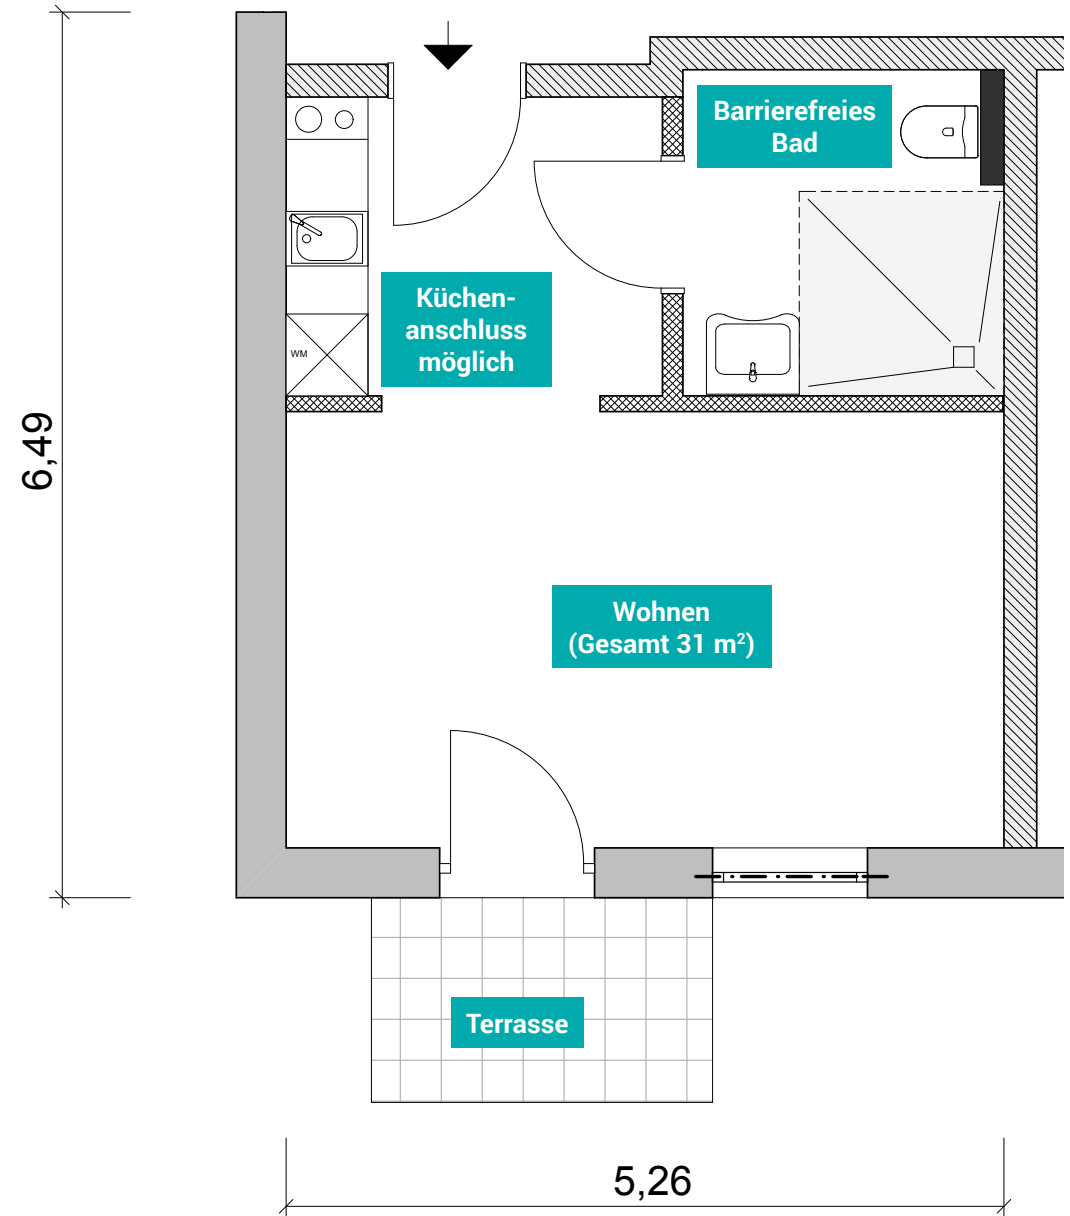 Barrierefreies
Bad
Küchen-
anschluss
möglich
WM
6,49
Wohnen
(Gesamt 31 m²)
Terrasse
5,26